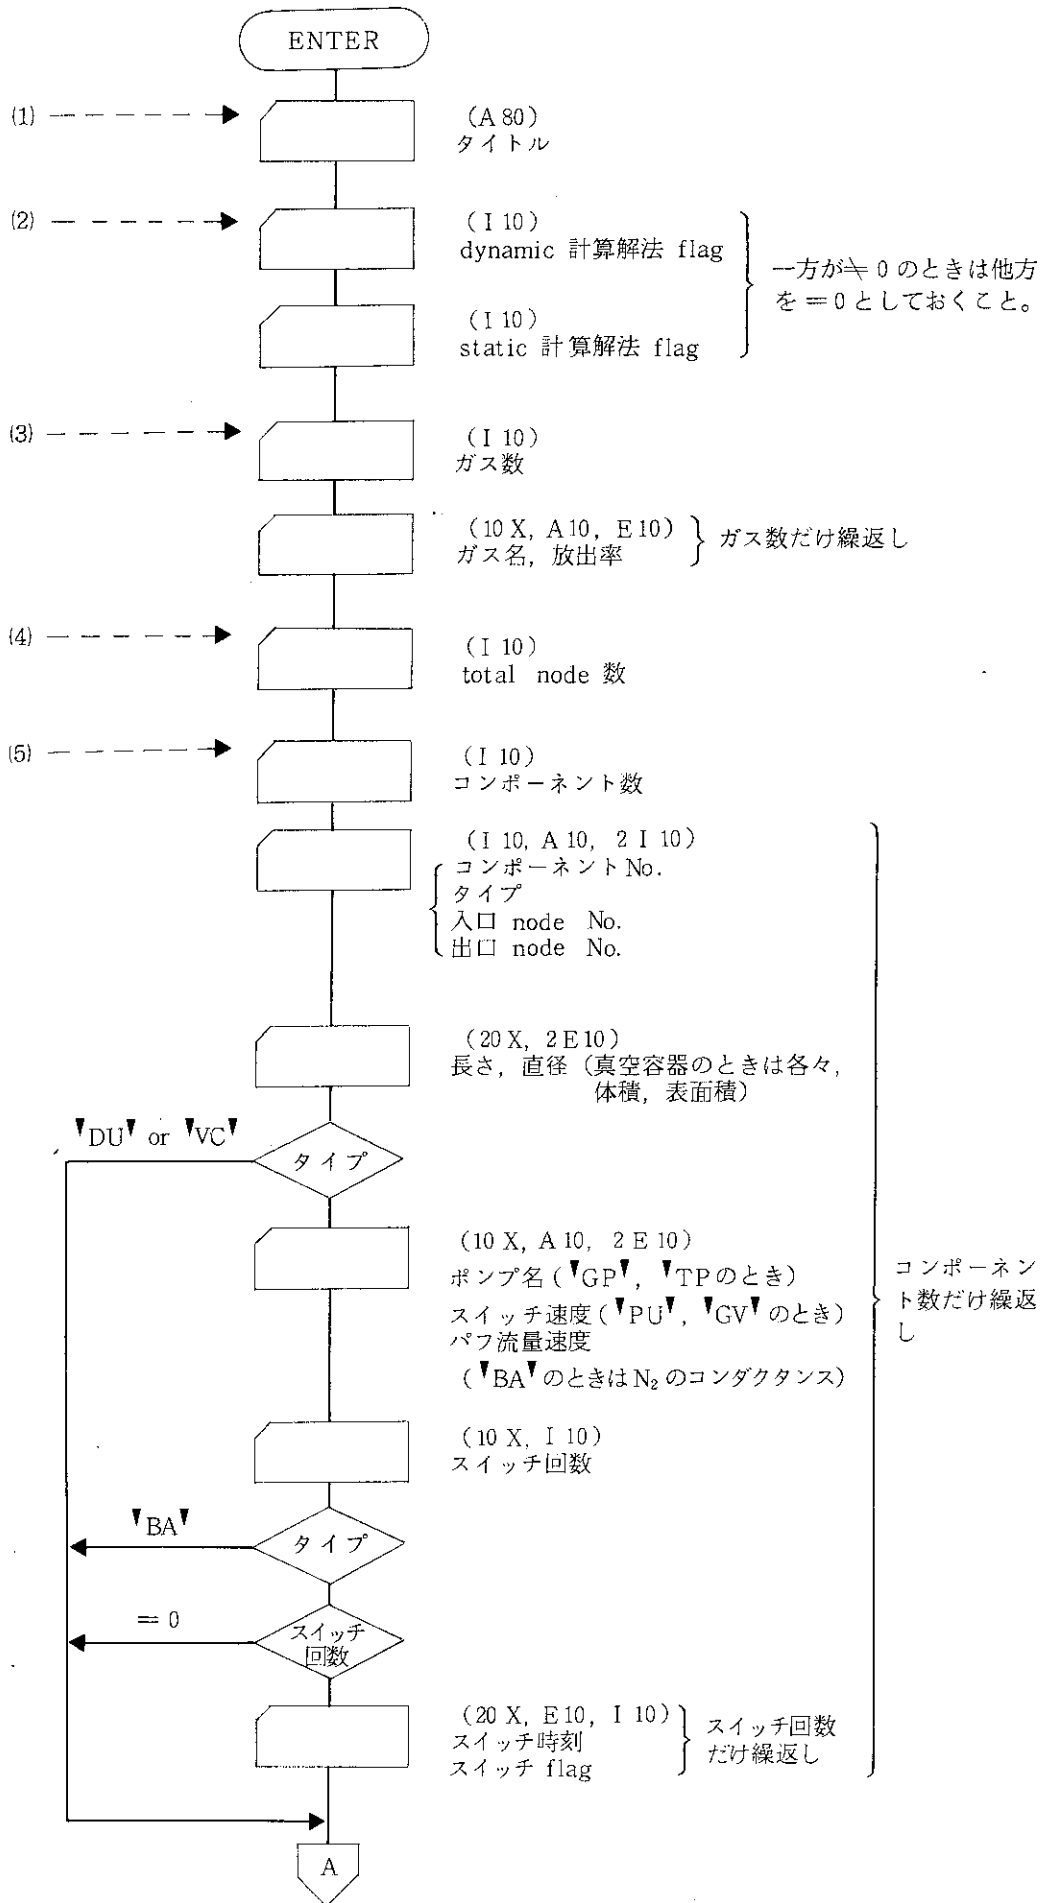 ENTER
(1)
(A 80)
タイトル
(2)
(I 10)
dynamic 計算解法 flag
(I 10)
static 計算解法 flag
一方が≠ 0 のときは他方
を = 0 としておくこと。
(3)
(I 10)
ガス数
(10 X, A 10, E 10)
ガス名, 放出率
ガス数だけ繰返し
(4)
(I 10)
total node 数
(5)
(I 10)
コンポーネント数
(I 10, A 10, 2 I 10)
コンポーネント No.
タイプ
入口 node No.
出口 node No.
(20 X, 2 E 10)
長さ, 直径 (真空容器のときは各々,
体積, 表面積)
▼DU▼ or ▼VC▼
タイプ
(10 X, A 10, 2 E 10)
ポンプ名 (▼GP▼, ▼TPのとき)
スイッチ速度 (▼PU▼, ▼GV▼ のとき)
パフ流量速度
(▼BA▼ のときは N₂ のコンダクタンス)
コンポーネン
ト数だけ繰返
し
(10 X, I 10)
スイッチ回数
▼BA▼
タイプ
= 0
スイッチ
回数
(20 X, E 10, I 10)
スイッチ時刻
スイッチ flag
スイッチ回数
だけ繰返し
A